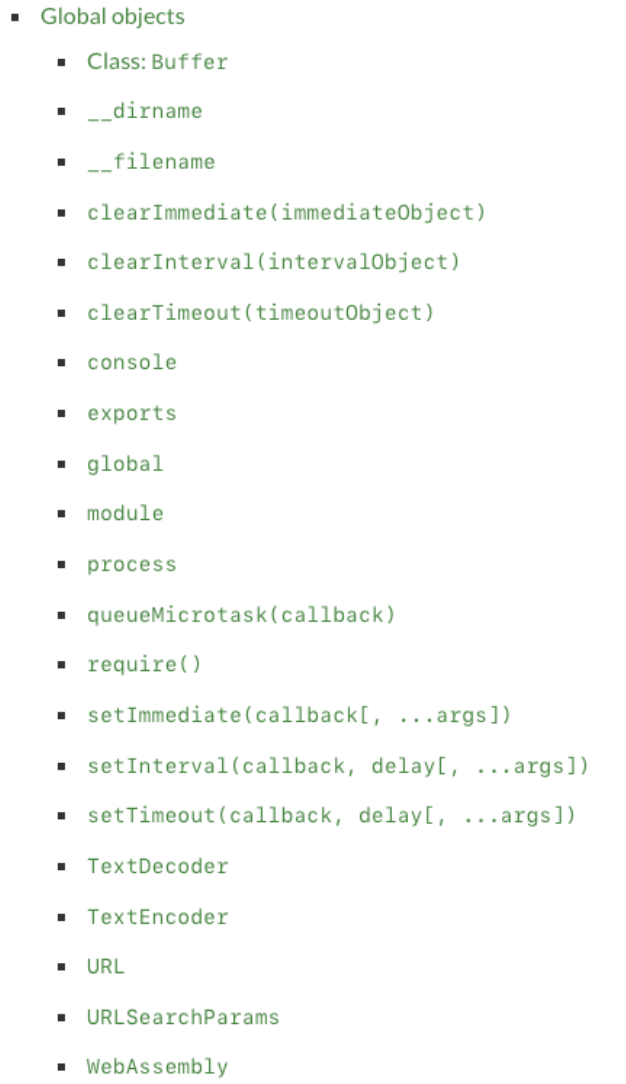 Global objects
Class: Buffer
__dirname
__filename
clearImmediate(immediateObject)
clearInterval(intervalObject)
clearTimeout(timeoutObject)
console
exports
global
module
process
queueMicrotask(callback)
require()
setImmediate(callback[, ...args])
setInterval(callback, delay[, ...args])
setTimeout(callback, delay[, ...args])
TextDecoder
TextEncoder
URL
URLSearchParams
WebAssembly